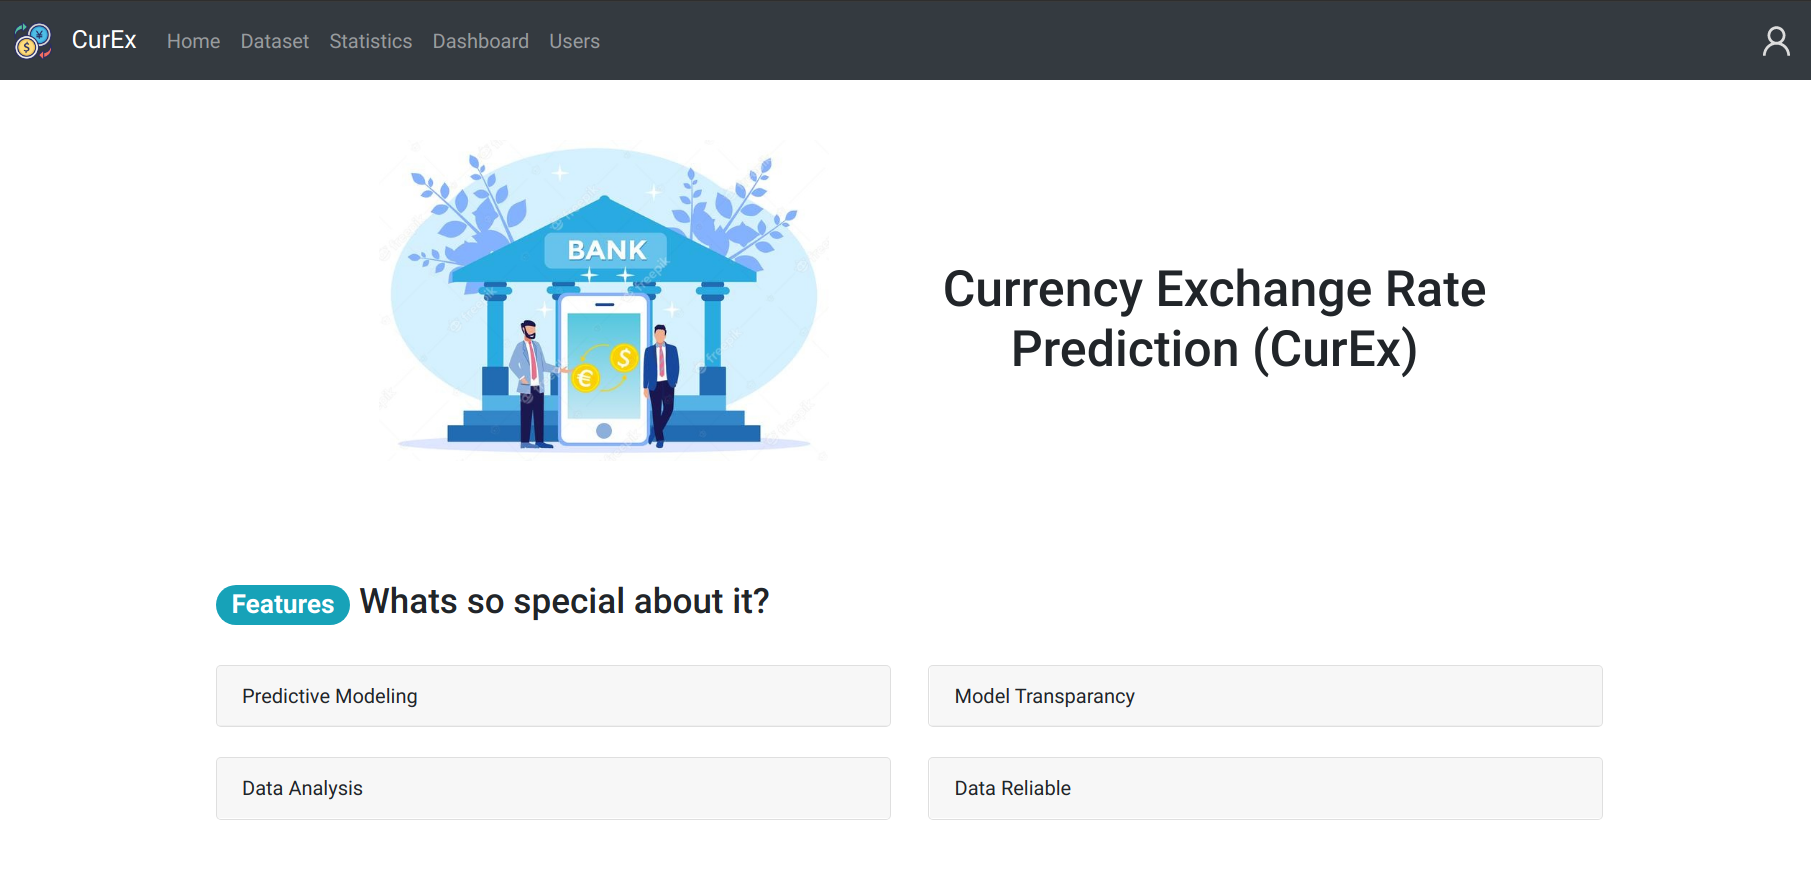 CurEx Home Dataset Statistics Dashboard Users
BANK
Currency Exchange Rate
Prediction (CurEx)
Features Whats so special about it?
Predictive Modeling
Model Transparancy
Data Analysis
Data Reliable